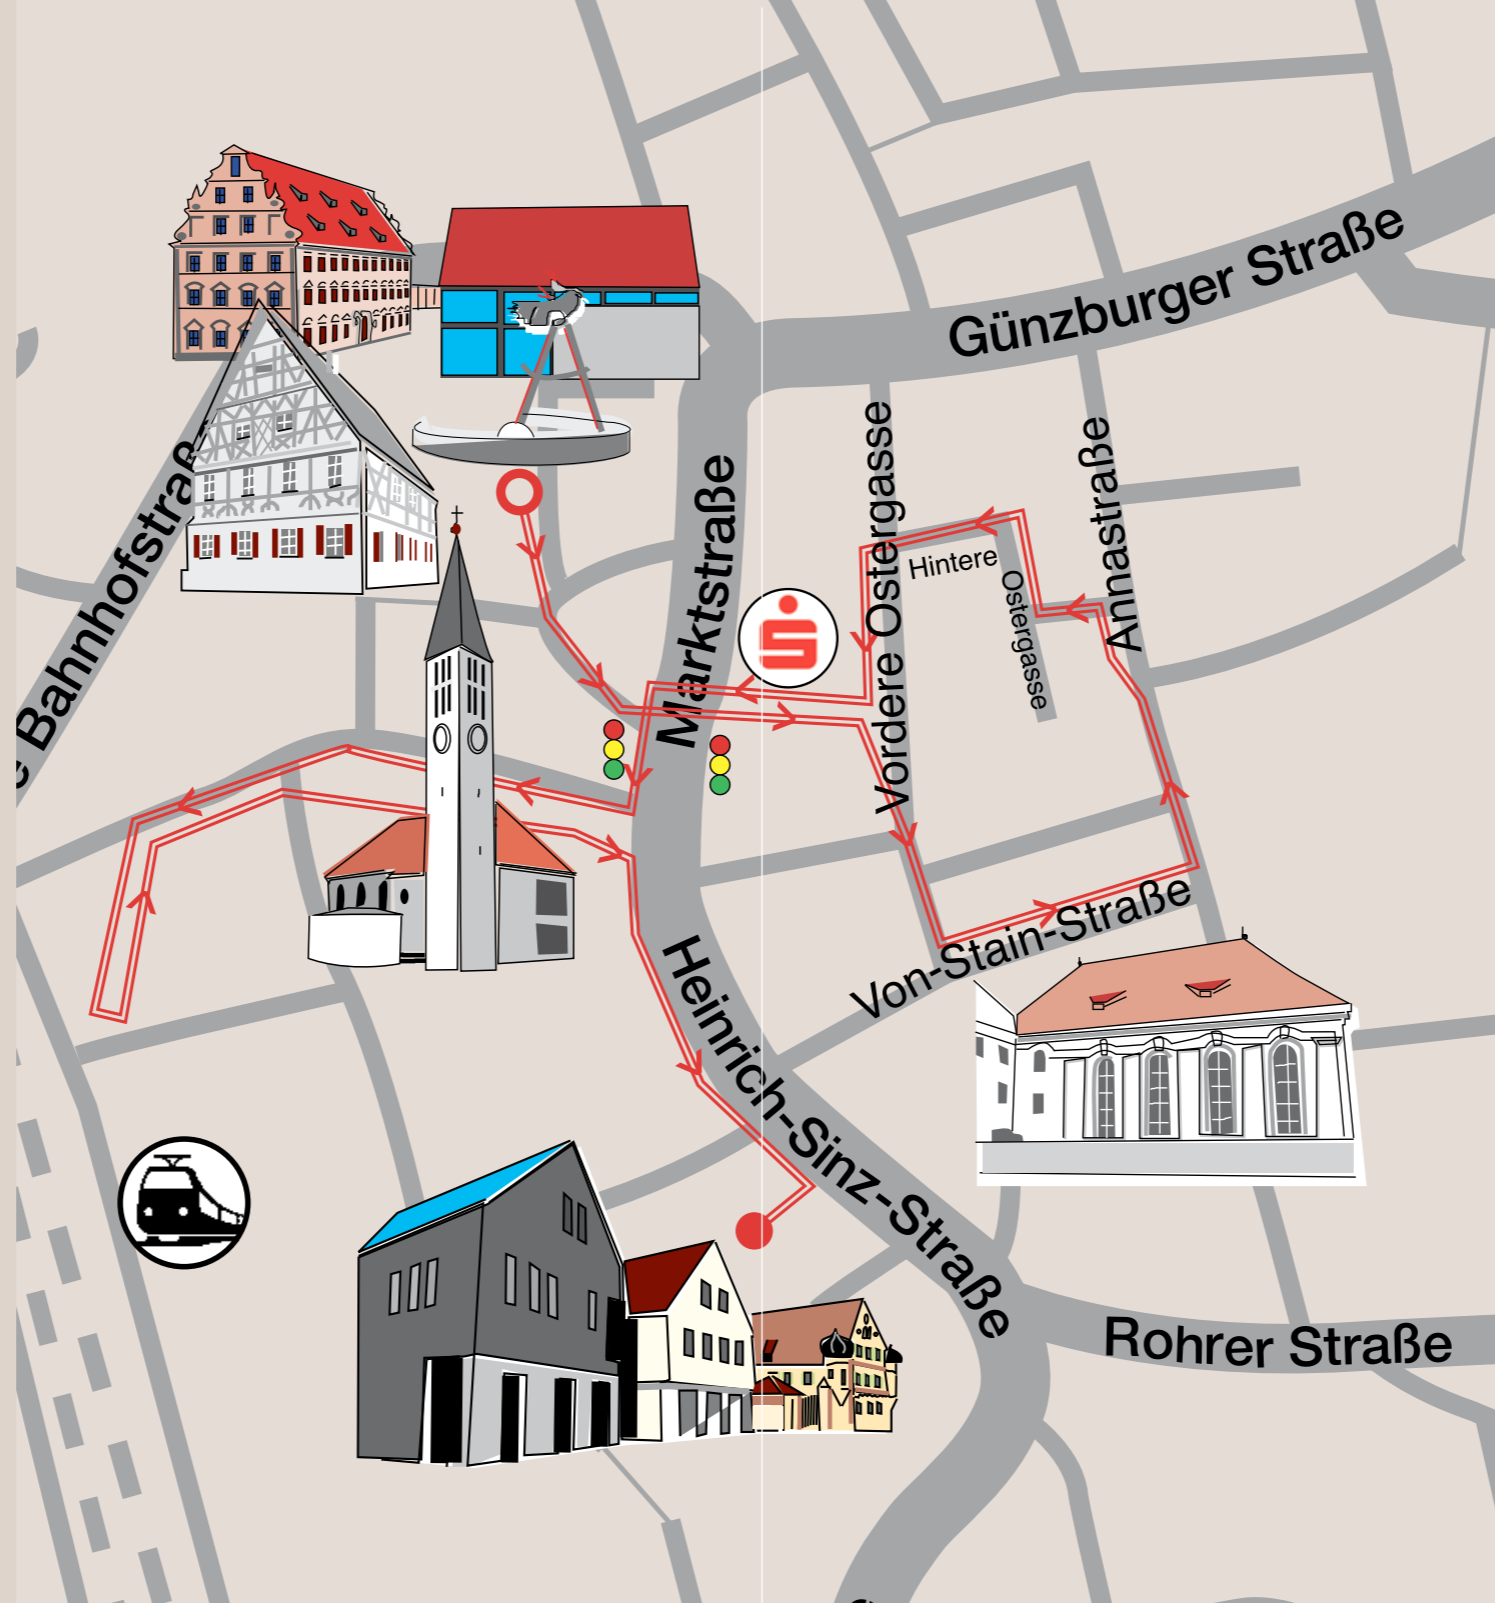 Günzburger Straße
Bahnhofstraße
Marktstraße
Vordere Ostergasse
Hintere
Ostergasse
Annastraße
Von-Stain-Straße
Heinrich-Sinz-Straße
Rohrer Straße